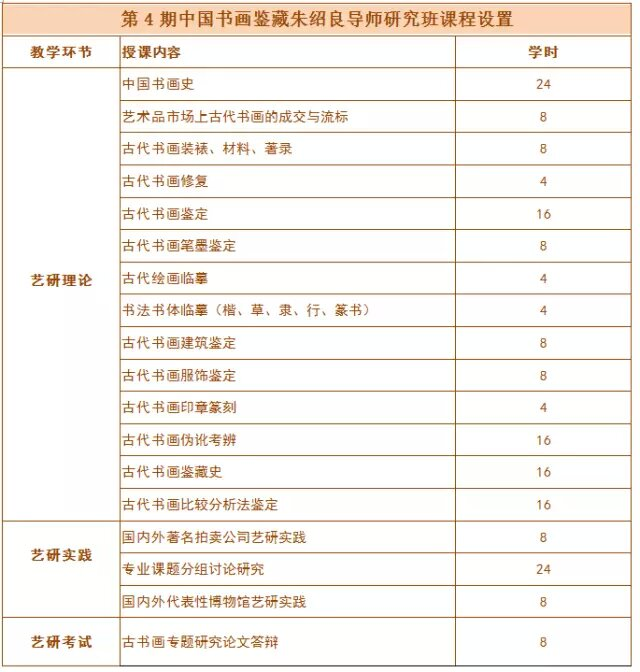 第 4 期中国书画鉴藏朱绍良导师研究班课程设置
教学环节 授课内容 学时
中国书画史 24
艺术品市场上古代书画的成交与流标 8
古代书画装裱、材料、著录 8
古代书画修复 4
古代书画鉴定 16
古代书画笔墨鉴定 8
艺研理论 古代绘画临摹 4
书法书体临摹（楷、草、隶、行、篆书） 4
古代书画建筑鉴定 8
古代书画服饰鉴定 8
古代书画印章篆刻 4
古代书画伪讹考辨 16
古代书画鉴藏史 16
古代书画比较分析法鉴定 16
艺研实践 国内外著名拍卖公司艺研实践 8
专业课题分组讨论研究 24
国内外代表性博物馆艺研实践 8
艺研考试 古书画专题研究论文答辩 8